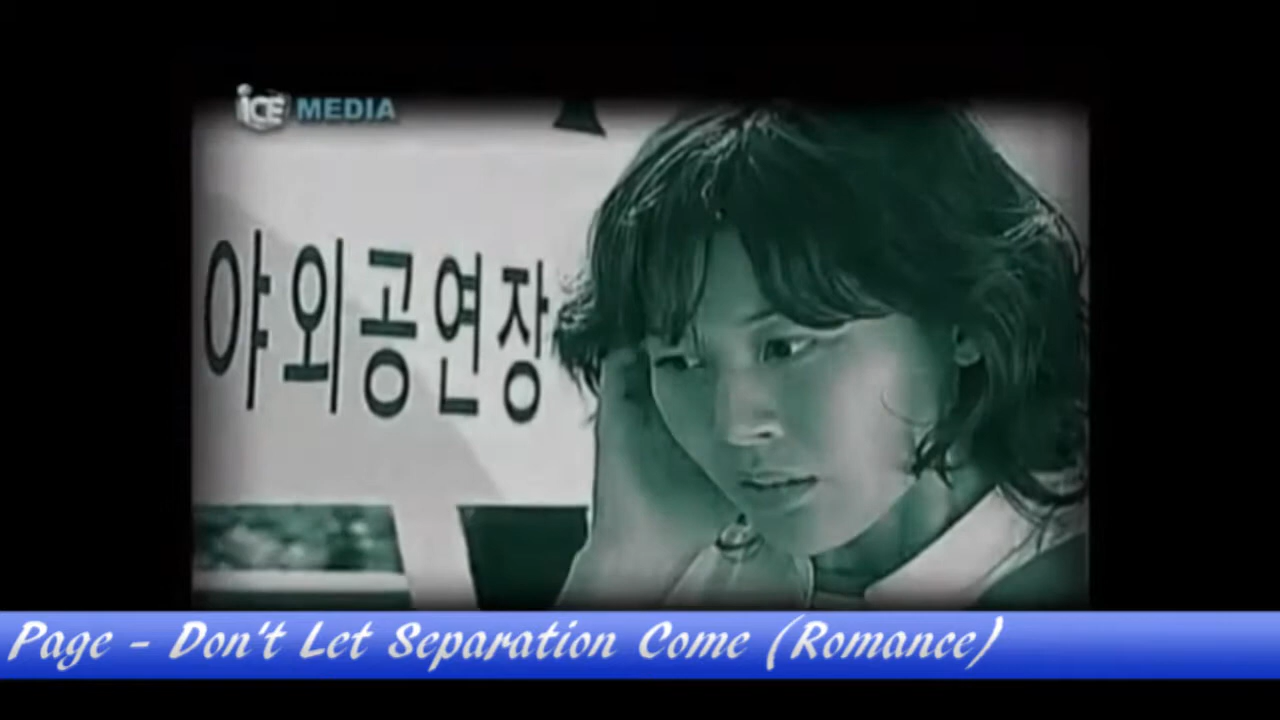 iCE MEDIA
야외공연장
Page - Don't Let Separation Come (Romance)